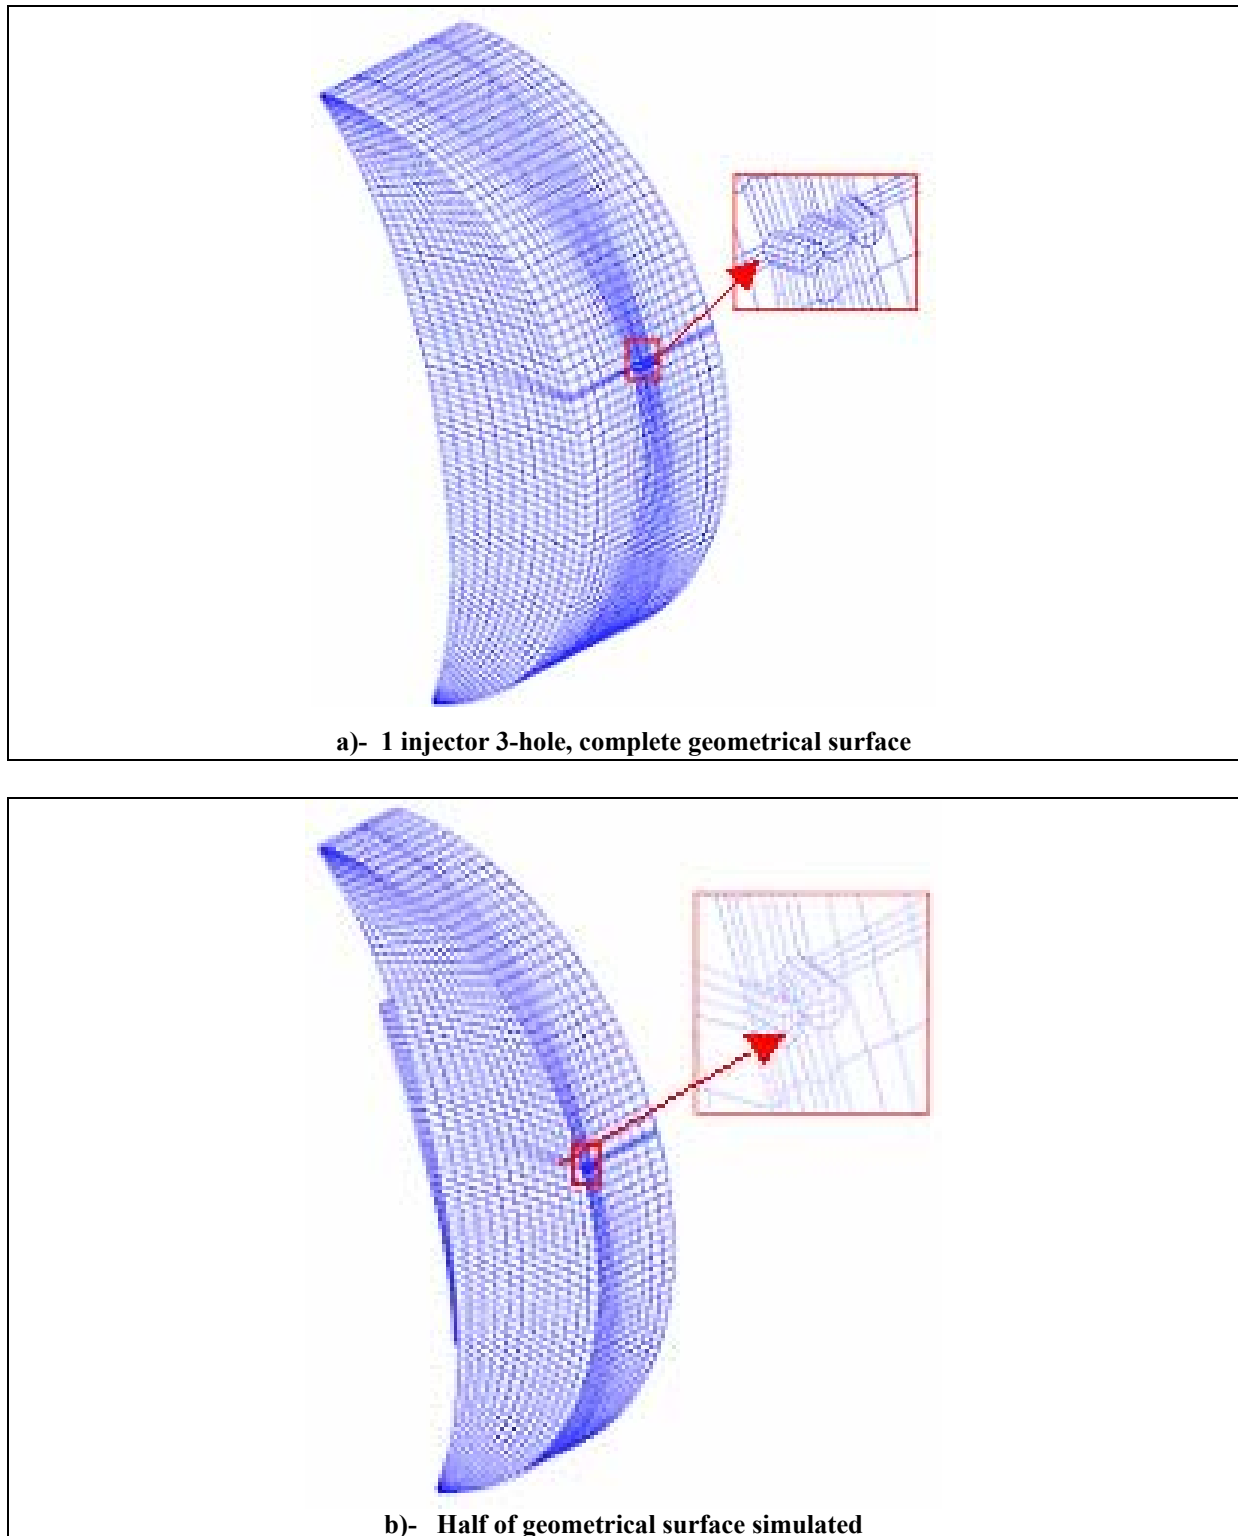 a)- 1 injector 3-hole, complete geometrical surface
b)- Half of geometrical surface simulated